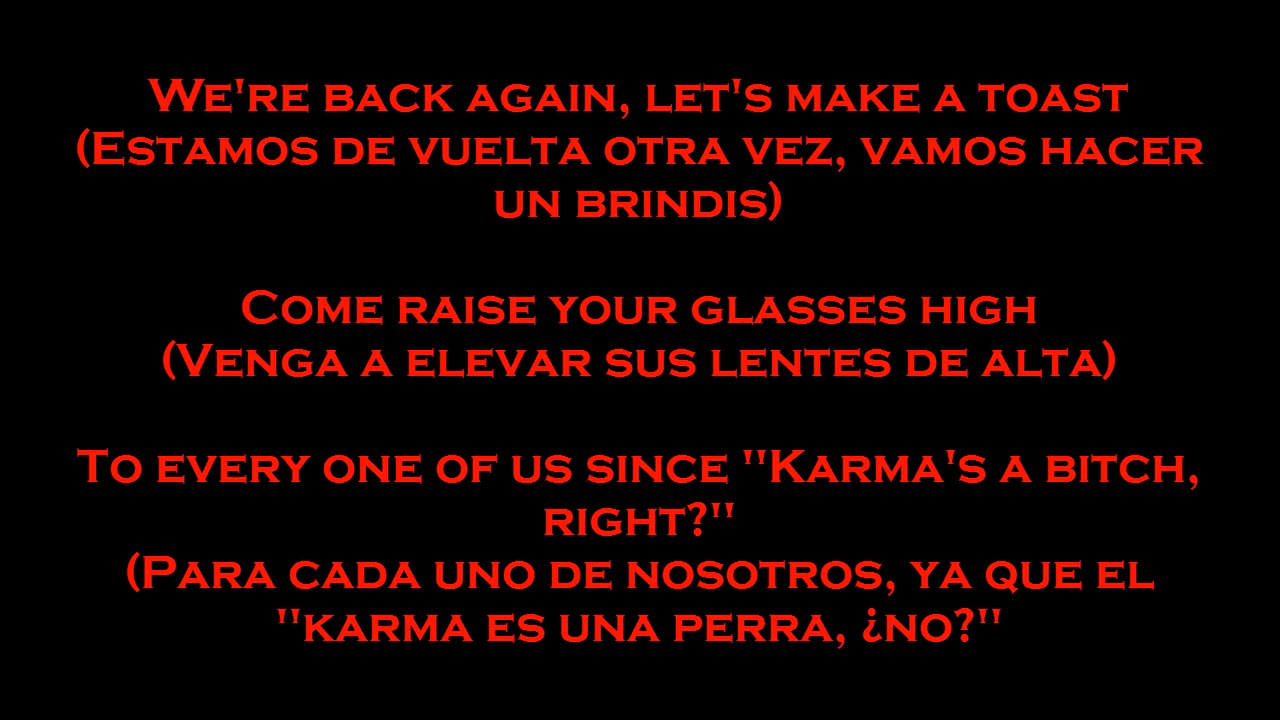 We're back again, let's make a toast
(Estamos de vuelta otra vez, vamos hacer
un brindis)
Come raise your glasses high
(Venga a elevar sus lentes de alta)
To every one of us since "Karma's a bitch,
right?"
(Para cada uno de nosotros, ya que el
"karma es una perra, ¿no?"